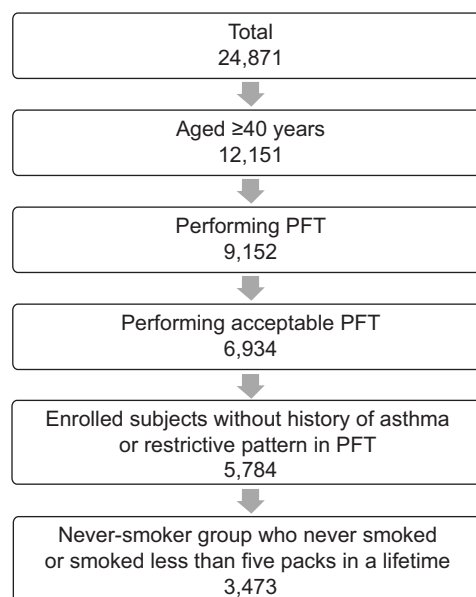 Total
24,871
Aged ≥40 years
12,151
Performing PFT
9,152
Performing acceptable PFT
6,934
Enrolled subjects without history of asthma
or restrictive pattern in PFT
5,784
Never-smoker group who never smoked
or smoked less than five packs in a lifetime
3,473